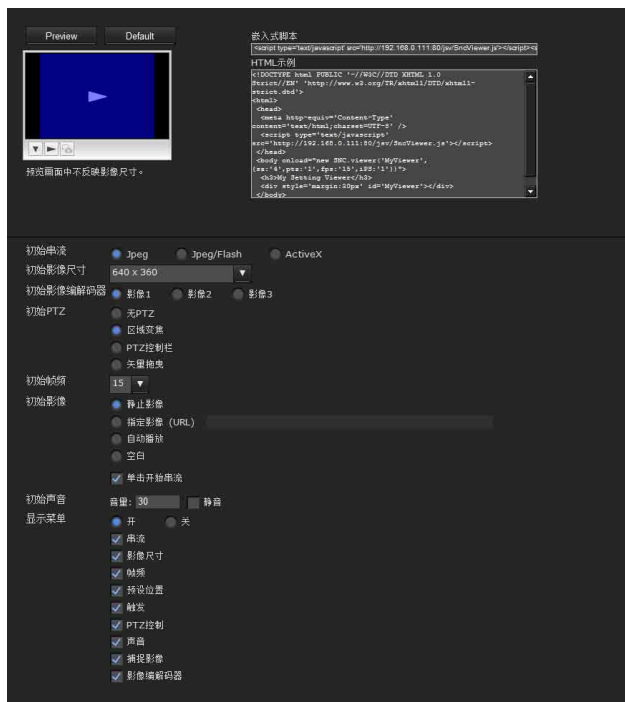 Preview Default
嵌入式脚本
<script type='text/javascript' src='http://192.168.0.111:80/jsv/SncViewer.js'></script><s
HTML示例
<!DOCTYPE html PUBLIC '-//W3C//DTD XHTML 1.0
Strict//EN' 'http://www.w3.org/TR/xhtml1/DTD/xhtml1-
strict.dtd'>
<html>
<head>
<meta http-equiv='Content-Type'
content='text/html;charset=UTF-8' />
<script type='text/javascript'
src='http://192.168.0.111:80/jsv/SncViewer.js'></script>
</head>
<body onload="new SNC.viewer('MyViewer',
{ss:'4',ptz:'1',fps:'15',iPS:'1'})">
<h3>My Setting Viewer</h3>
<div style='margin:20px' id='MyViewer'></div>
</body>
预览画面中不反映影像尺寸。
初始串流 Jpeg Jpeg/Flash ActiveX
初始影像尺寸 640 x 360
初始影像编解码器 影像1 影像2 影像3
初始PTZ 无PTZ
区域变焦
PTZ控制栏
矢量拖曳
初始帧频 15
初始影像 静止影像
指定影像 (URL)
自动播放
空白
单击开始串流
初始声音 音量: 30 静音
显示菜单 开 关
串流
影像尺寸
帧频
预设位置
触发
PTZ控制
声音
捕捉影像
影像编解码器